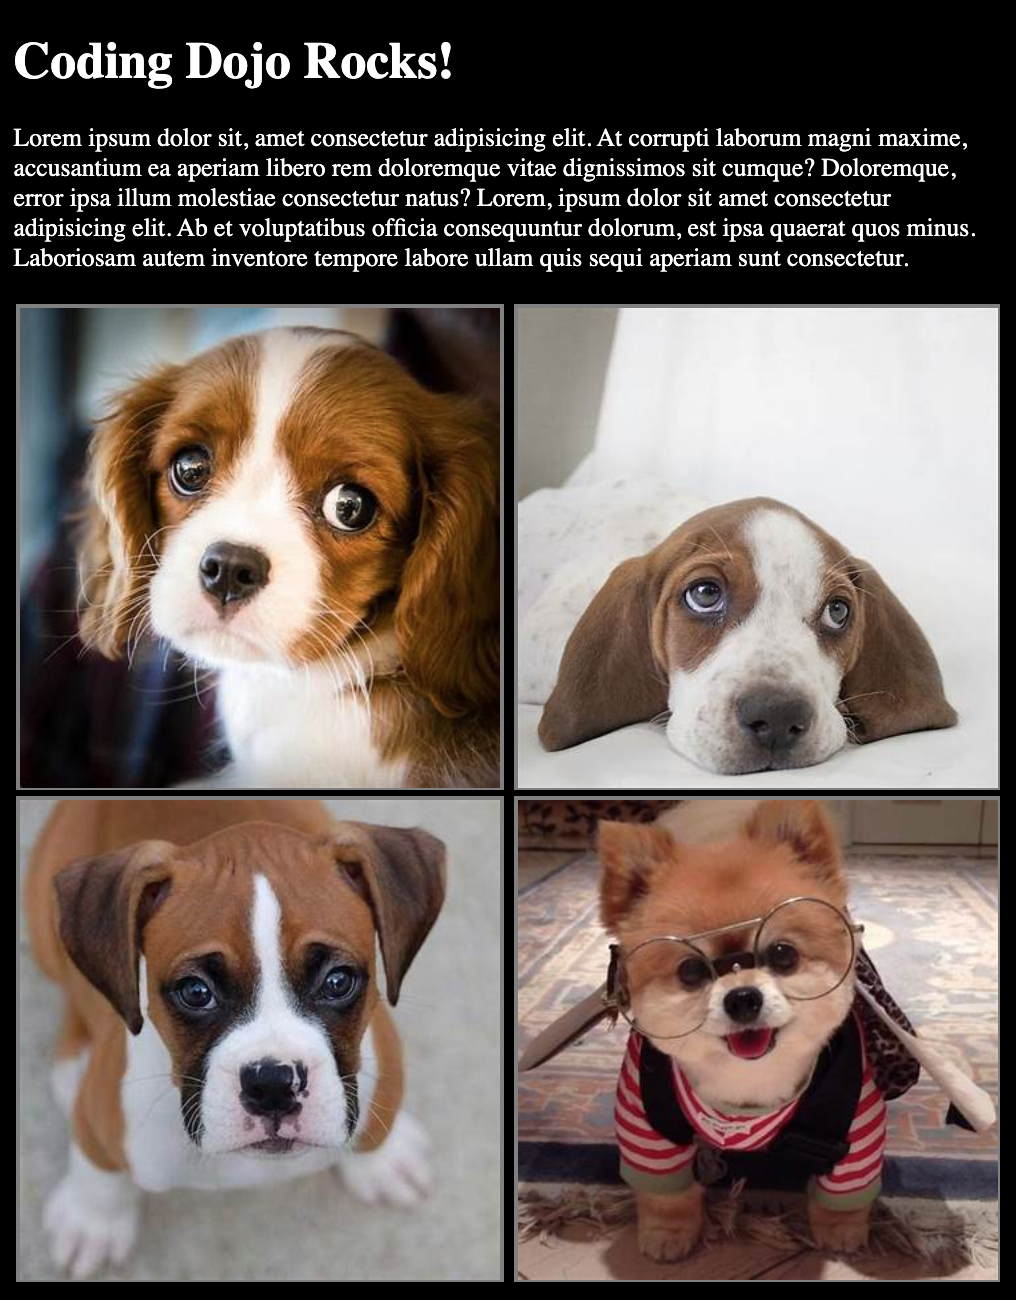 Coding Dojo Rocks!
Lorem ipsum dolor sit, amet consectetur adipisicing elit. At corrupti laborum magni maxime,
accusantium ea aperiam libero rem doloremque vitae dignissimos sit cumque? Doloremque,
error ipsa illum molestiae consectetur natus? Lorem, ipsum dolor sit amet consectetur
adipisicing elit. Ab et voluptatibus officia consequuntur dolorum, est ipsa quaerat quos minus.
Laboriosam autem inventore tempore labore ullam quis sequi aperiam sunt consectetur.